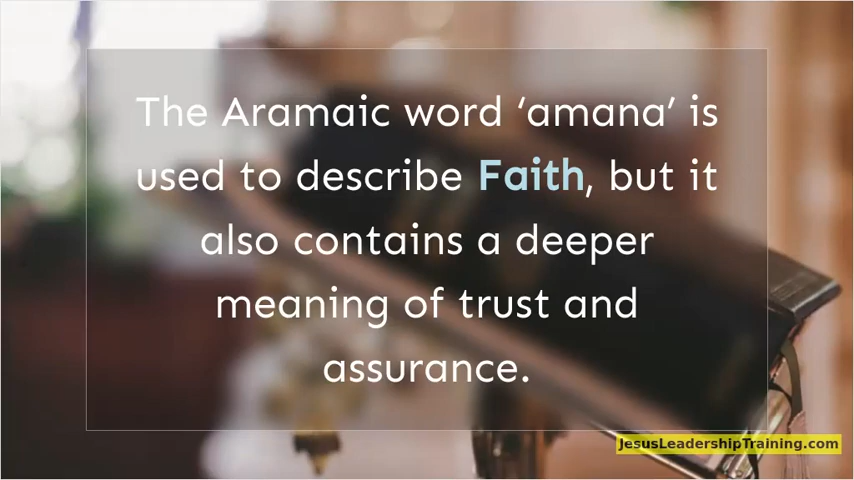 The Aramaic word ‘amana’ is
used to describe Faith, but it
also contains a deeper
meaning of trust and
assurance.
JesusLeadershipTraining.com